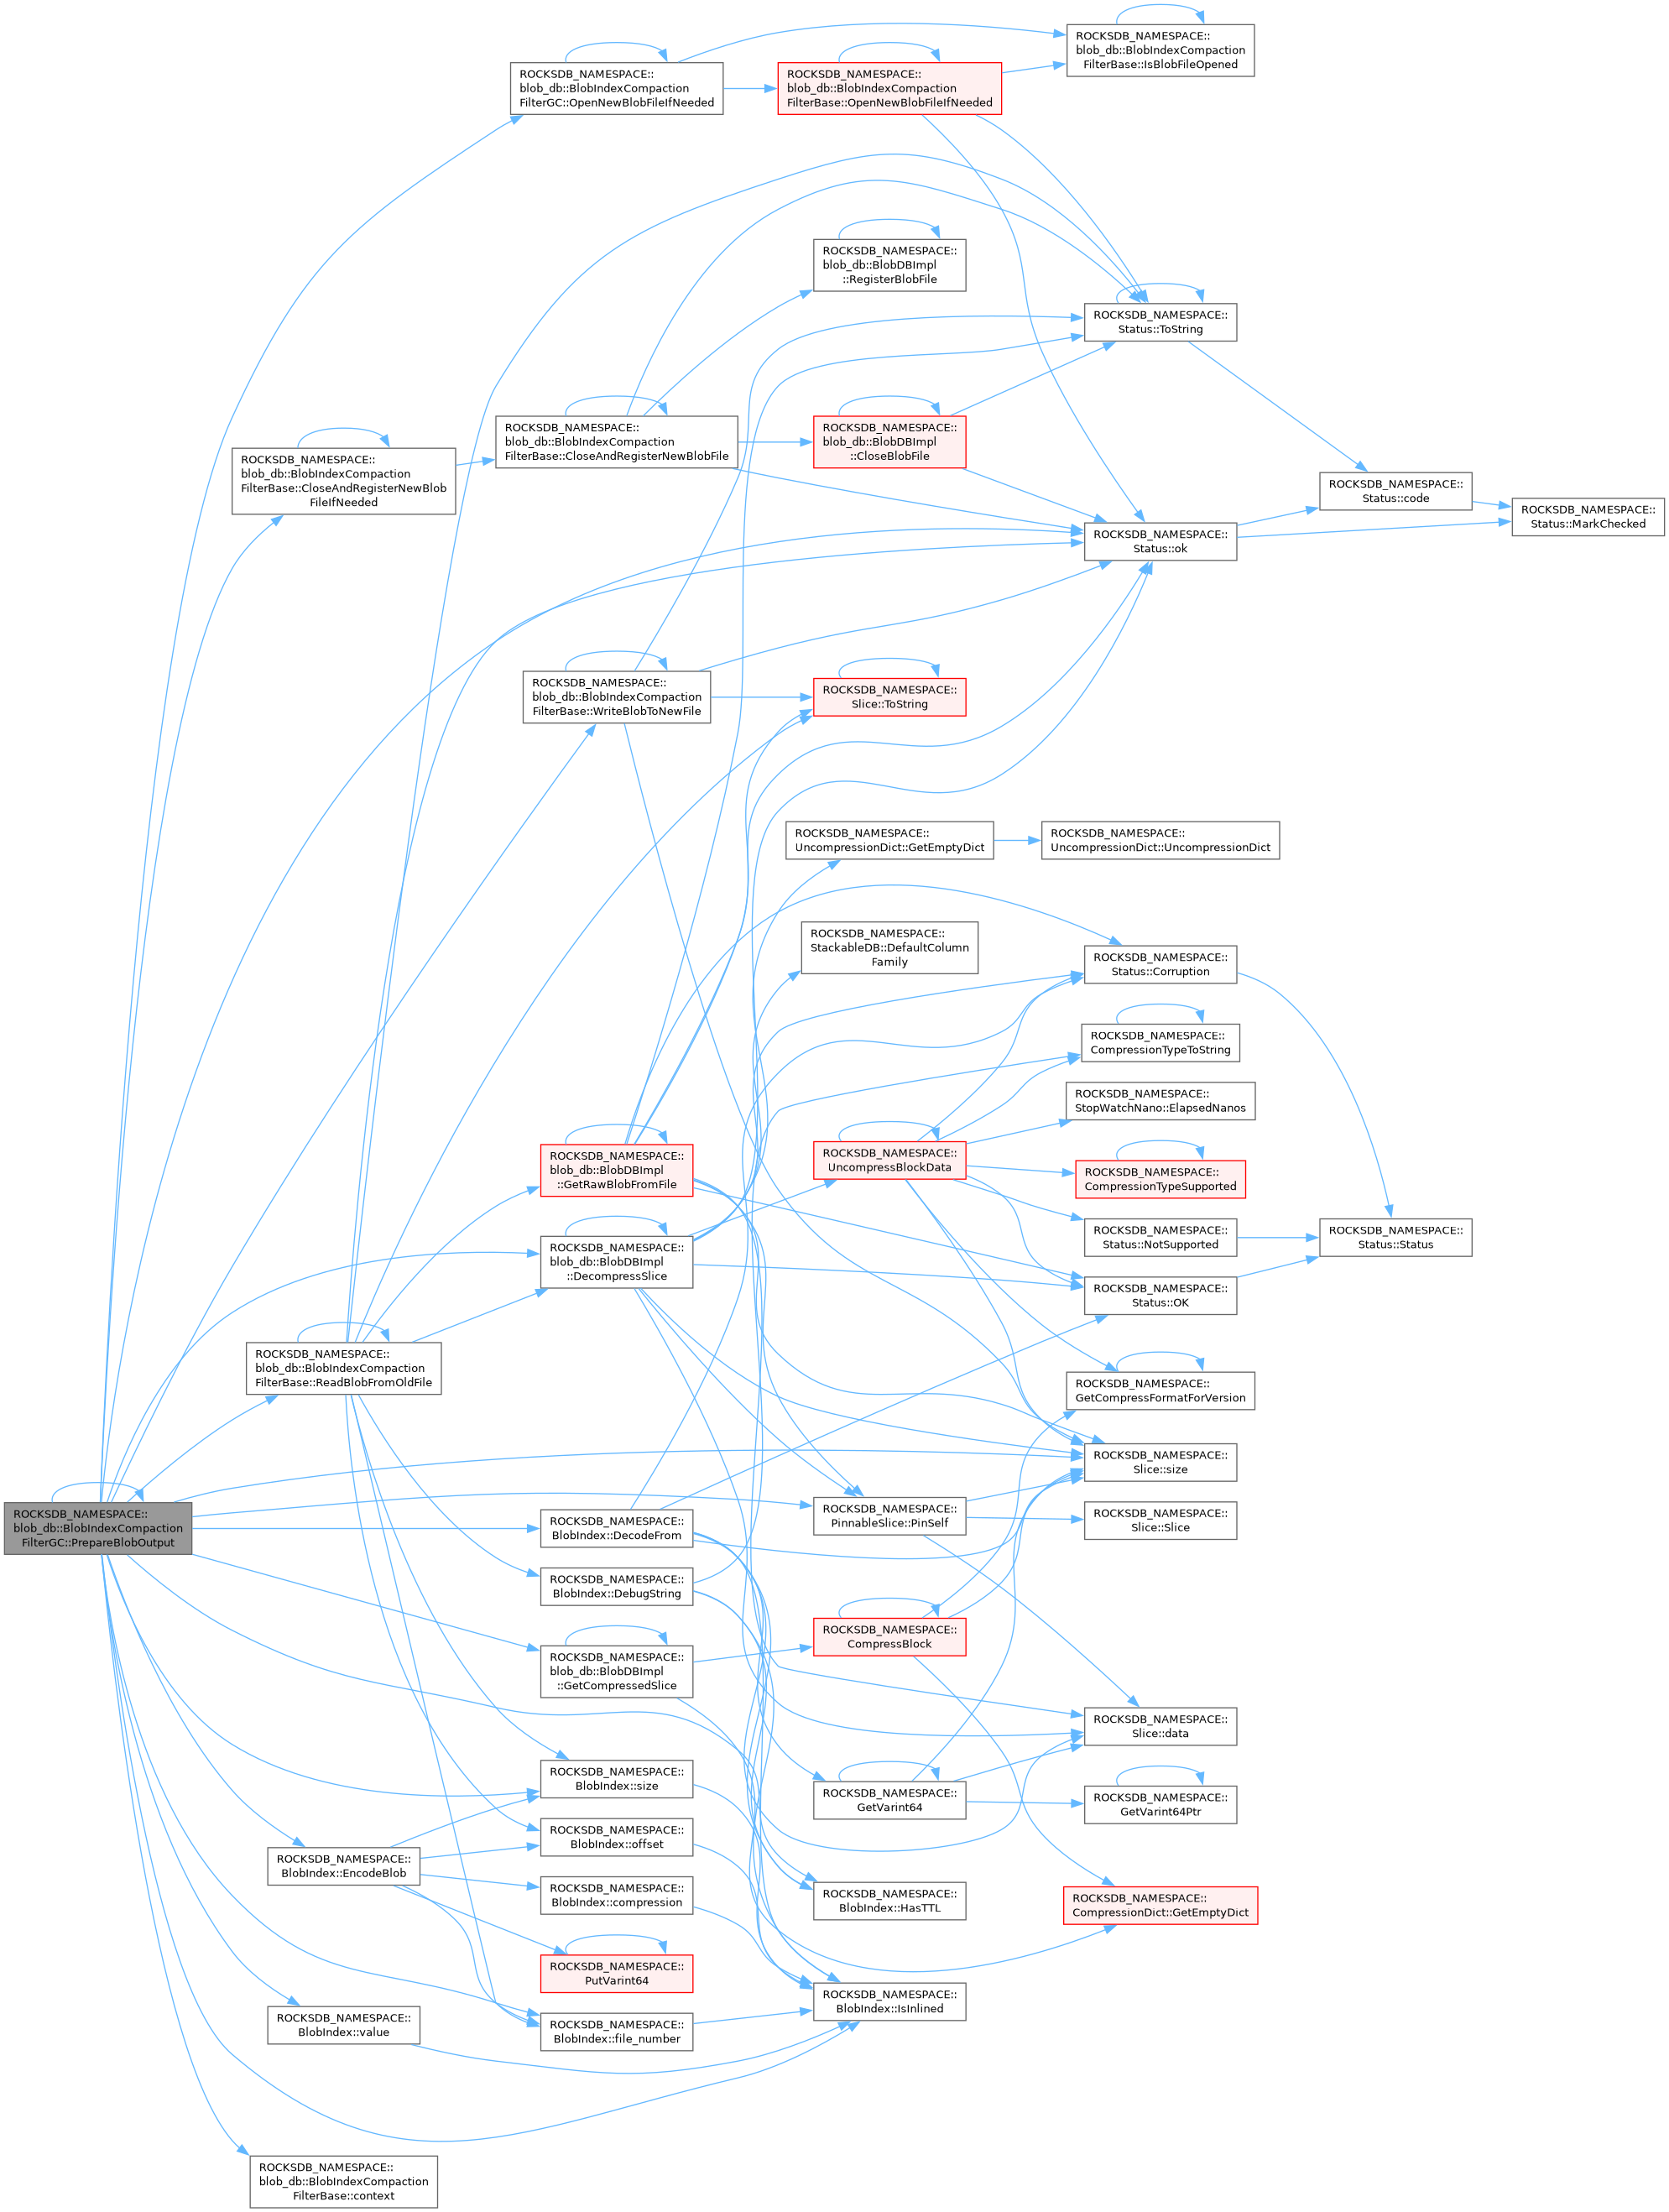 ROCKSDB_NAMESPACE::
blob_db::BlobIndexCompaction
FilterBase::IsBlobFileOpened
ROCKSDB_NAMESPACE::
blob_db::BlobIndexCompaction
FilterGC::OpenNewBlobFileIfNeeded
ROCKSDB_NAMESPACE::
blob_db::BlobIndexCompaction
FilterBase::OpenNewBlobFileIfNeeded
ROCKSDB_NAMESPACE::
blob_db::BlobDBImpl
::RegisterBlobFile
ROCKSDB_NAMESPACE::
Status::ToString
ROCKSDB_NAMESPACE::
blob_db::BlobIndexCompaction
FilterBase::CloseAndRegisterNewBlobFile
ROCKSDB_NAMESPACE::
blob_db::BlobDBImpl
::CloseBlobFile
ROCKSDB_NAMESPACE::
blob_db::BlobIndexCompaction
FilterBase::CloseAndRegisterNewBlob
FileIfNeeded
ROCKSDB_NAMESPACE::
Status::code
ROCKSDB_NAMESPACE::
Status::MarkChecked
ROCKSDB_NAMESPACE::
Status::ok
ROCKSDB_NAMESPACE::
blob_db::BlobIndexCompaction
FilterBase::WriteBlobToNewFile
ROCKSDB_NAMESPACE::
Slice::ToString
ROCKSDB_NAMESPACE::
UncompressionDict::GetEmptyDict
ROCKSDB_NAMESPACE::
UncompressionDict::UncompressionDict
ROCKSDB_NAMESPACE::
StackableDB::DefaultColumn
Family
ROCKSDB_NAMESPACE::
Status::Corruption
ROCKSDB_NAMESPACE::
CompressionTypeToString
ROCKSDB_NAMESPACE::
StopWatchNano::ElapsedNanos
ROCKSDB_NAMESPACE::
blob_db::BlobDBImpl
::GetRawBlobFromFile
ROCKSDB_NAMESPACE::
UncompressBlockData
ROCKSDB_NAMESPACE::
CompressionTypeSupported
ROCKSDB_NAMESPACE::
Status::NotSupported
ROCKSDB_NAMESPACE::
Status::Status
ROCKSDB_NAMESPACE::
blob_db::BlobDBImpl
::DecompressSlice
ROCKSDB_NAMESPACE::
Status::OK
ROCKSDB_NAMESPACE::
blob_db::BlobIndexCompaction
FilterBase::ReadBlobFromOldFile
ROCKSDB_NAMESPACE::
GetCompressFormatForVersion
ROCKSDB_NAMESPACE::
Slice::size
ROCKSDB_NAMESPACE::
blob_db::BlobIndexCompaction
FilterGC::PrepareBlobOutput
ROCKSDB_NAMESPACE::
BlobIndex::DecodeFrom
ROCKSDB_NAMESPACE::
PinnableSlice::PinSelf
ROCKSDB_NAMESPACE::
Slice::Slice
ROCKSDB_NAMESPACE::
BlobIndex::DebugString
ROCKSDB_NAMESPACE::
CompressBlock
ROCKSDB_NAMESPACE::
blob_db::BlobDBImpl
::GetCompressedSlice
ROCKSDB_NAMESPACE::
Slice::data
ROCKSDB_NAMESPACE::
BlobIndex::size
ROCKSDB_NAMESPACE::
GetVarint64
ROCKSDB_NAMESPACE::
GetVarint64Ptr
ROCKSDB_NAMESPACE::
BlobIndex::offset
ROCKSDB_NAMESPACE::
BlobIndex::EncodeBlob
ROCKSDB_NAMESPACE::
BlobIndex::compression
ROCKSDB_NAMESPACE::
BlobIndex::HasTTL
ROCKSDB_NAMESPACE::
CompressionDict::GetEmptyDict
ROCKSDB_NAMESPACE::
PutVarint64
ROCKSDB_NAMESPACE::
BlobIndex::IsInlined
ROCKSDB_NAMESPACE::
BlobIndex::value
ROCKSDB_NAMESPACE::
BlobIndex::file_number
ROCKSDB_NAMESPACE::
blob_db::BlobIndexCompaction
FilterBase::context